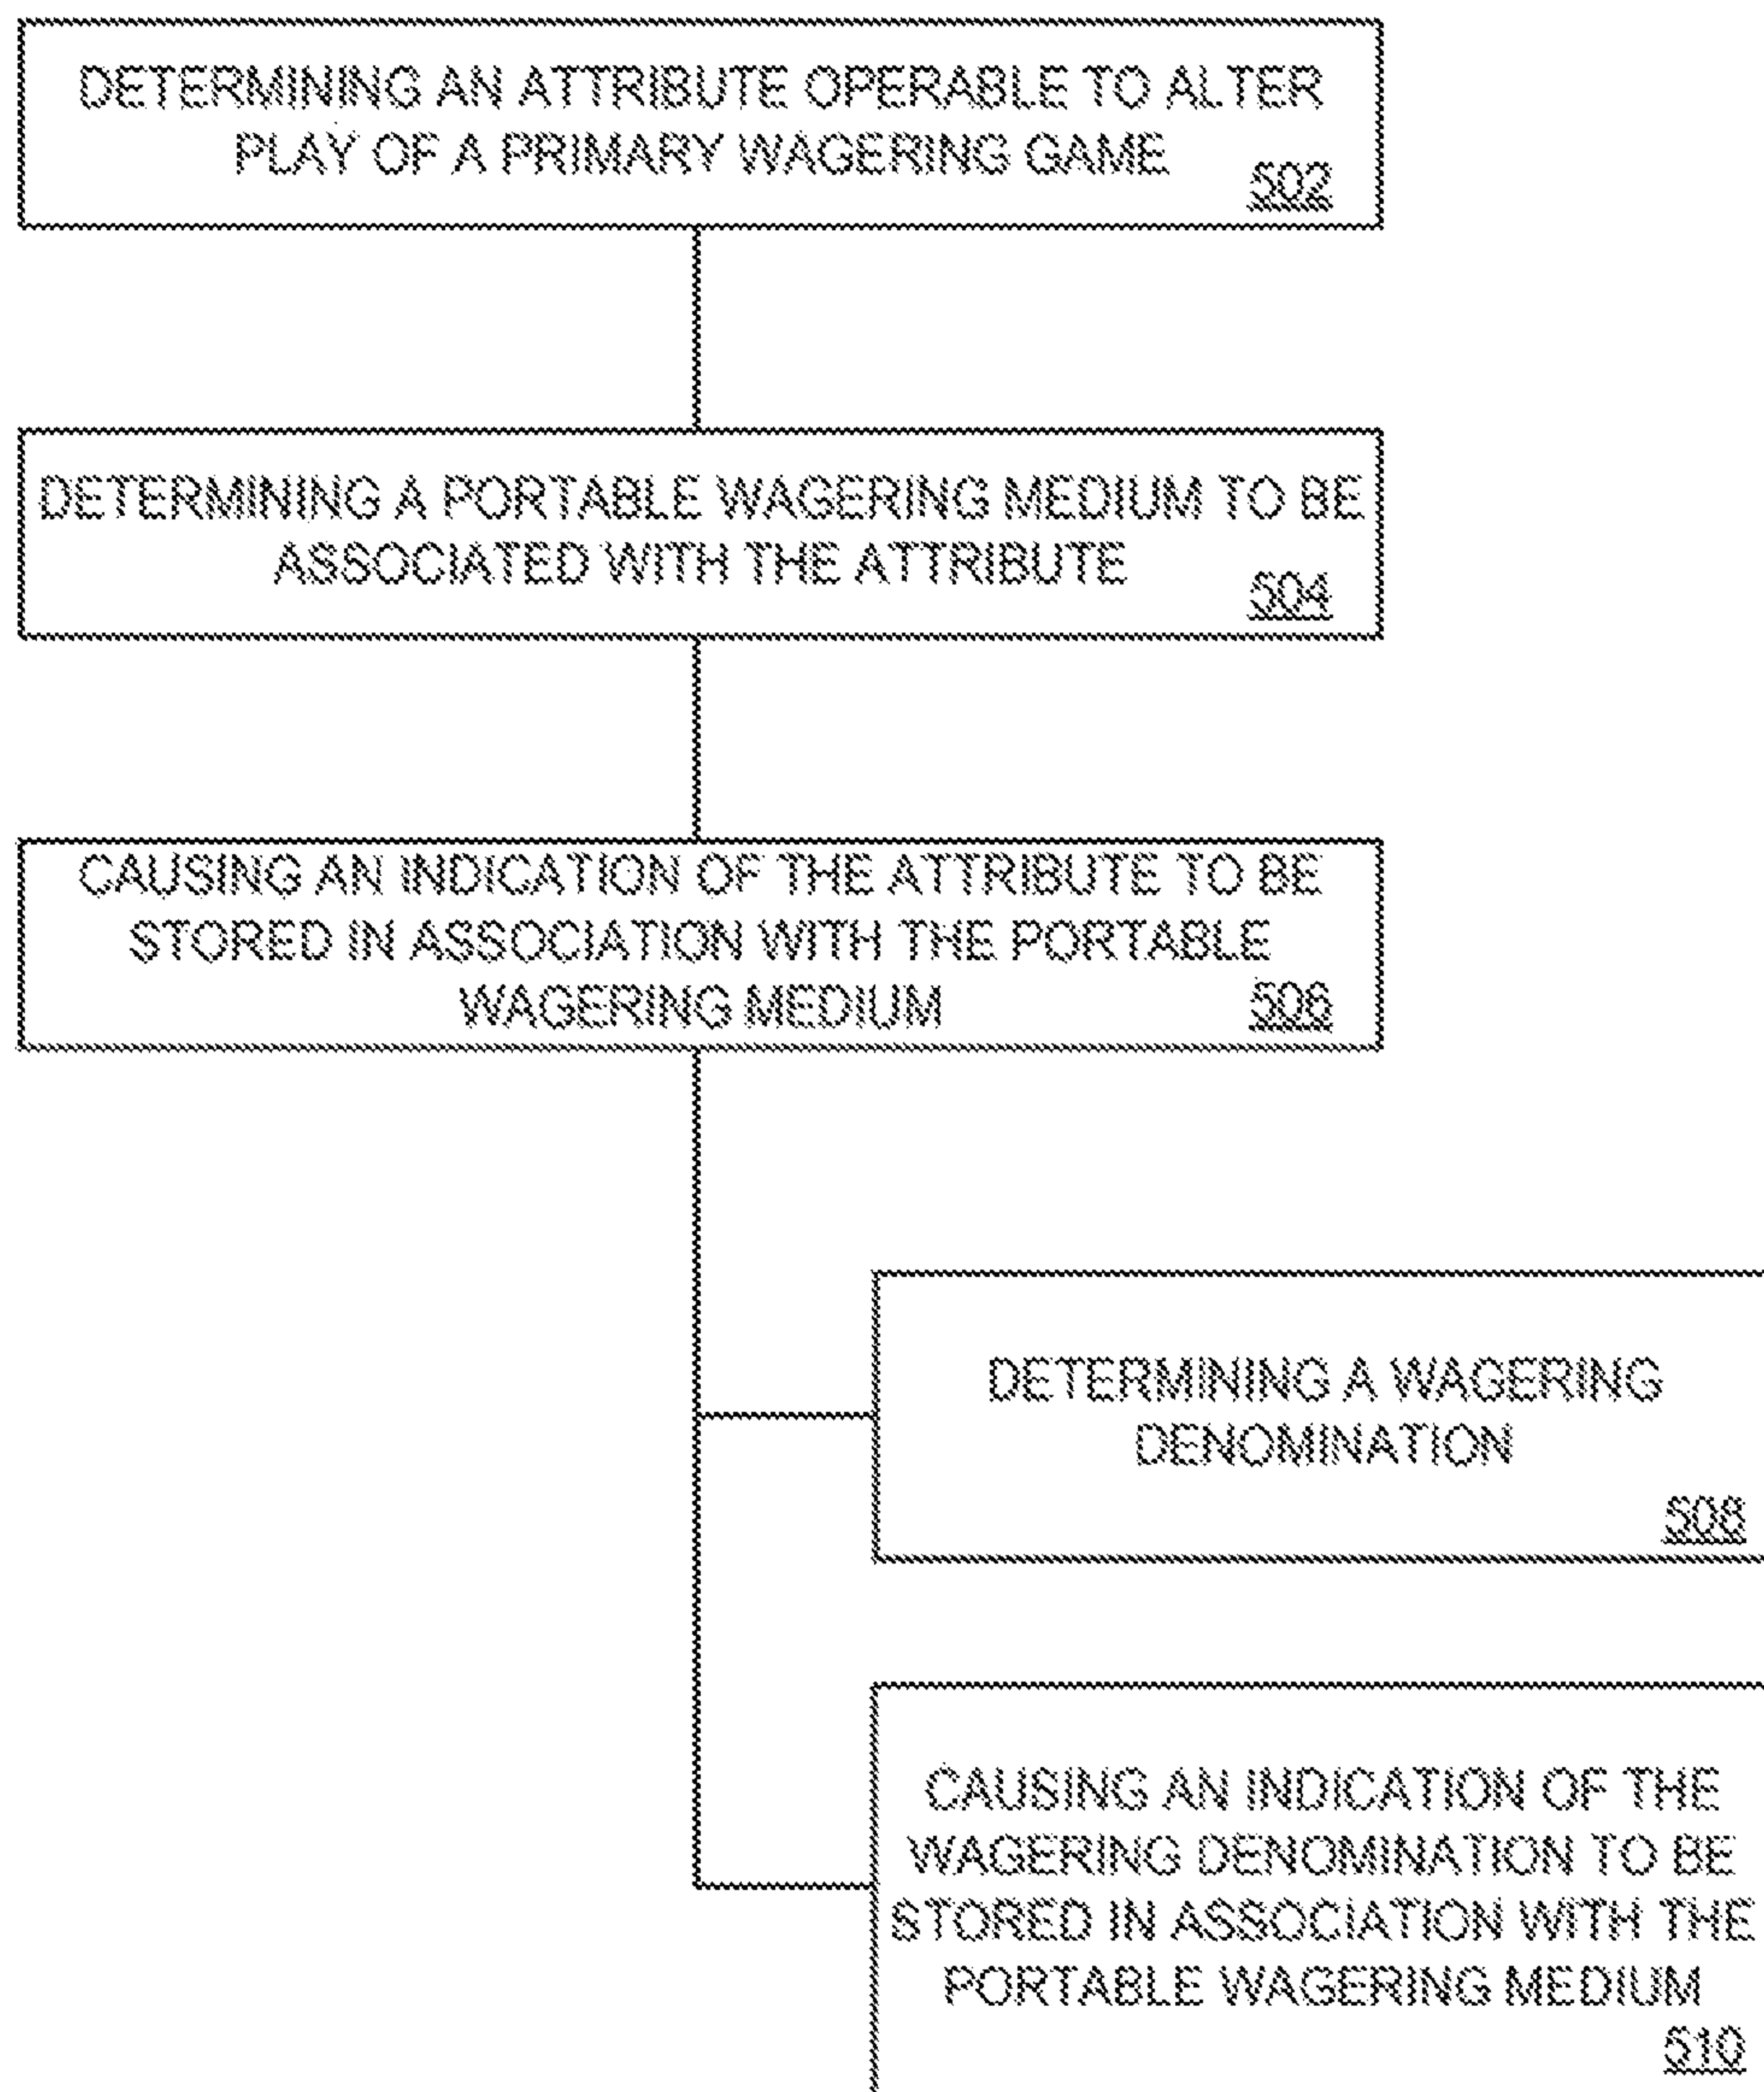 DETERMINING AN ATTRIBUTE OPERABLE TO ALTER
PLAY OF A PRIMARY WAGERING GAME
502
DETERMINING A PORTABLE WAGERING MEDIUM TO BE
ASSOCIATED WITH THE ATTRIBUTE
504
CAUSING AN INDICATION OF THE ATTRIBUTE TO BE
STORED IN ASSOCIATION WITH THE PORTABLE
WAGERING MEDIUM
506
DETERMINING A WAGERING
DENOMINATION
508
CAUSING AN INDICATION OF THE
WAGERING DENOMINATION TO BE
STORED IN ASSOCIATION WITH THE
PORTABLE WAGERING MEDIUM
510